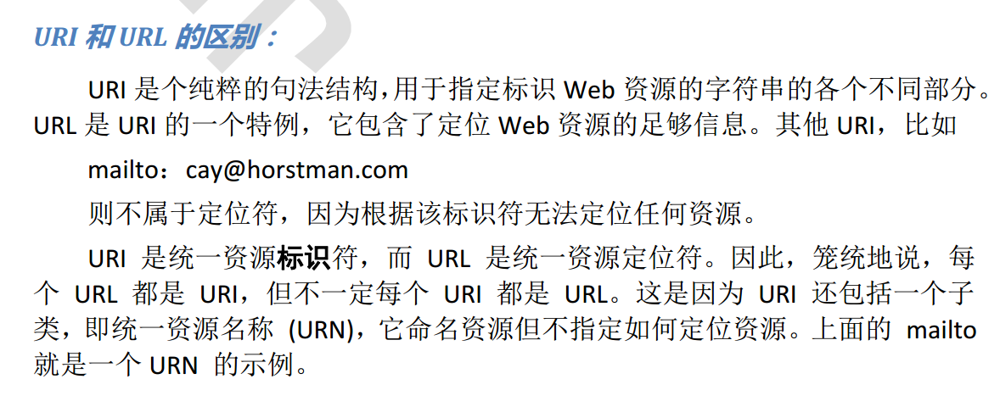 URI 和 URL 的区别：
URI 是个纯粹的句法结构，用于指定标识 Web 资源的字符串的各个不同部分。
URL 是 URI 的一个特例，它包含了定位 Web 资源的足够信息。其他 URI，比如
mailto：cay@horstman.com
则不属于定位符，因为根据该标识符无法定位任何资源。
URI 是统一资源标识符，而 URL 是统一资源定位符。因此，笼统地说，每
个 URL 都是 URI，但不一定每个 URI 都是 URL。这是因为 URI 还包括一个子
类，即统一资源名称 (URN)，它命名资源但不指定如何定位资源。上面的 mailto
就是一个 URN 的示例。